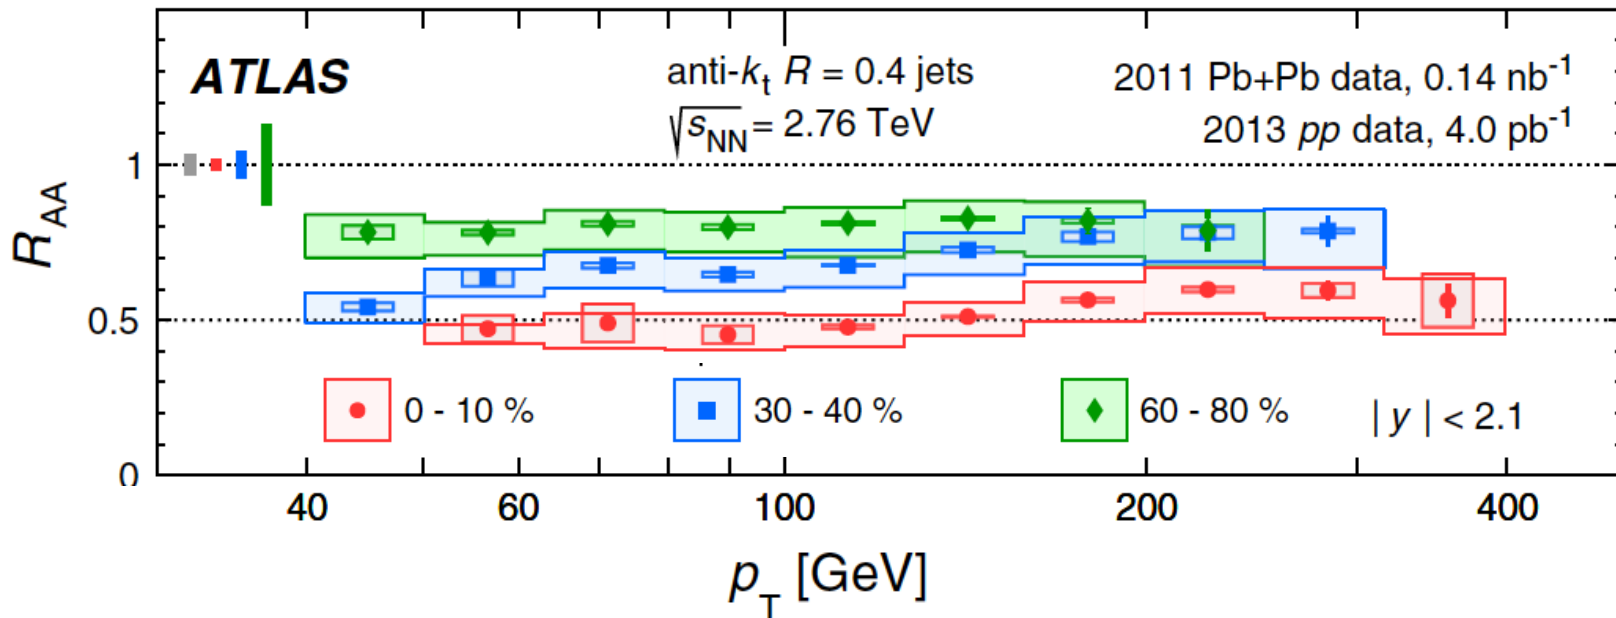 ATLAS
anti-kt R = 0.4 jets
√sNN = 2.76 TeV
2011 Pb+Pb data, 0.14 nb-1
2013 pp data, 4.0 pb-1
RAA
1
0.5
0
0 - 10 %
30 - 40 %
60 - 80 %
| y | < 2.1
40 60 100 200 400
pT [GeV]